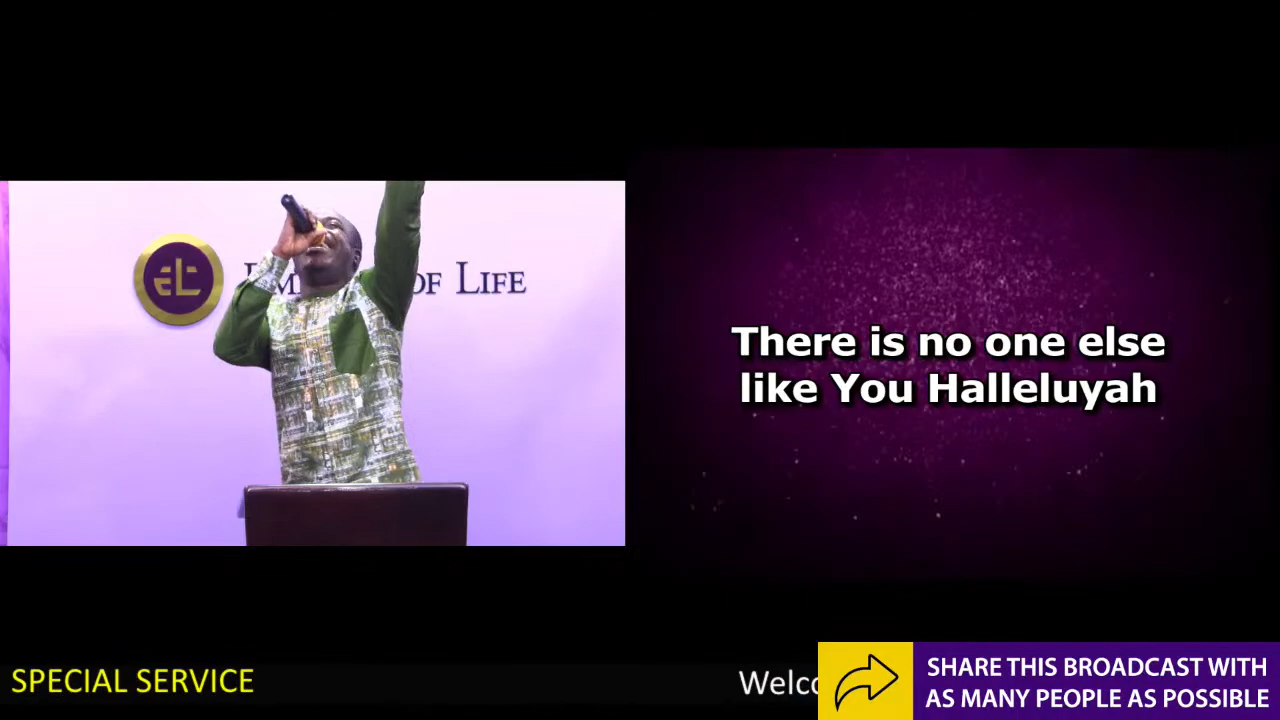 OF LIFE
There is no one else
like You Halleluyah
SPECIAL SERVICE
SHARE THIS BROADCAST WITH
AS MANY PEOPLE AS POSSIBLE